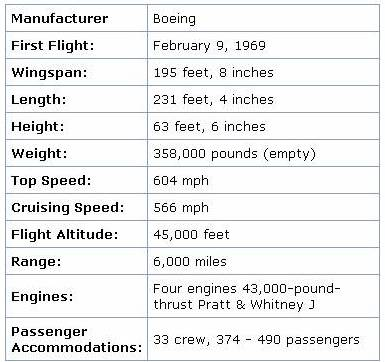 Manufacturer Boeing
First Flight: February 9, 1969
Wingspan: 195 feet, 8 inches
Length: 231 feet, 4 inches
Height: 63 feet, 6 inches
Weight: 358,000 pounds (empty)
Top Speed: 604 mph
Cruising Speed: 566 mph
Flight Altitude: 45,000 feet
Range: 6,000 miles
Engines: Four engines 43,000-pound-
thrust Pratt & Whitney J
Passenger
Accommodations: 33 crew, 374 - 490 passengers